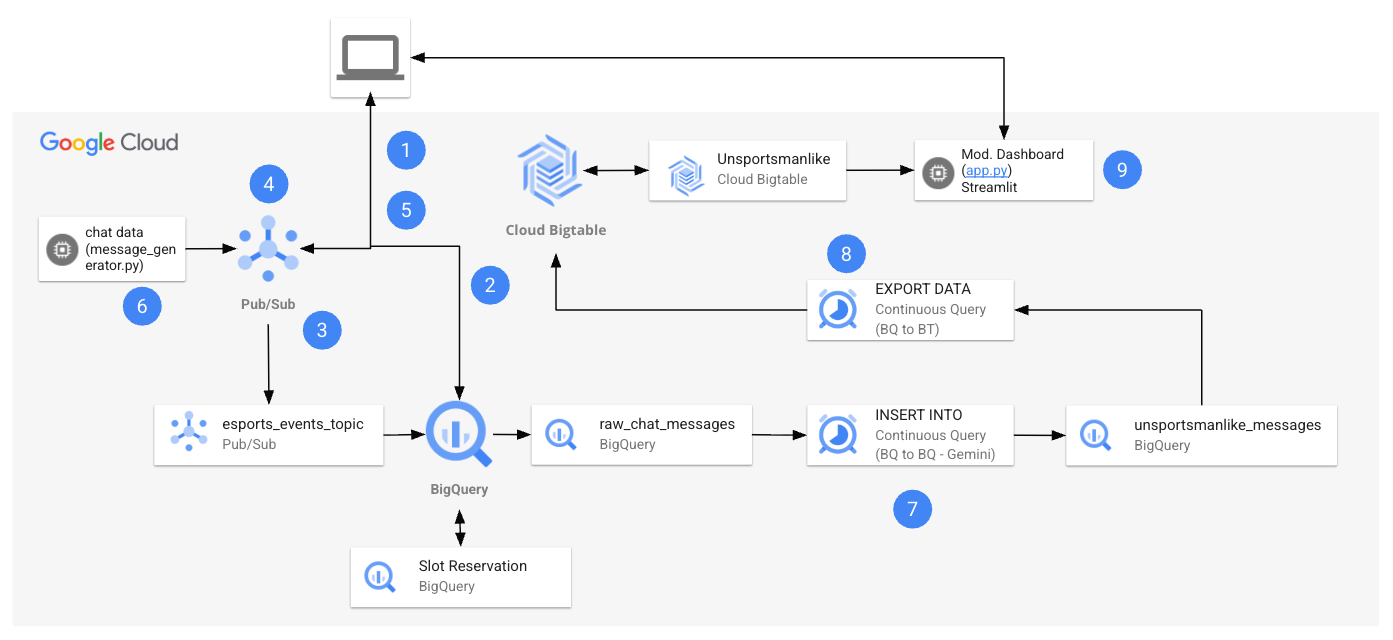 Google Cloud
1
4
5
chat data
(message_gen
erator.py)
6
Pub/Sub
3
2
Cloud Bigtable
Unsportsmanlike
Cloud Bigtable
Mod. Dashboard
(app.py)
Streamlit
9
8
EXPORT DATA
Continuous Query
(BQ to BT)
esports_events_topic
Pub/Sub
BigQuery
raw_chat_messages
BigQuery
INSERT INTO
Continuous Query
(BQ to BQ - Gemini)
7
unsportsmanlike_messages
BigQuery
Slot Reservation
BigQuery